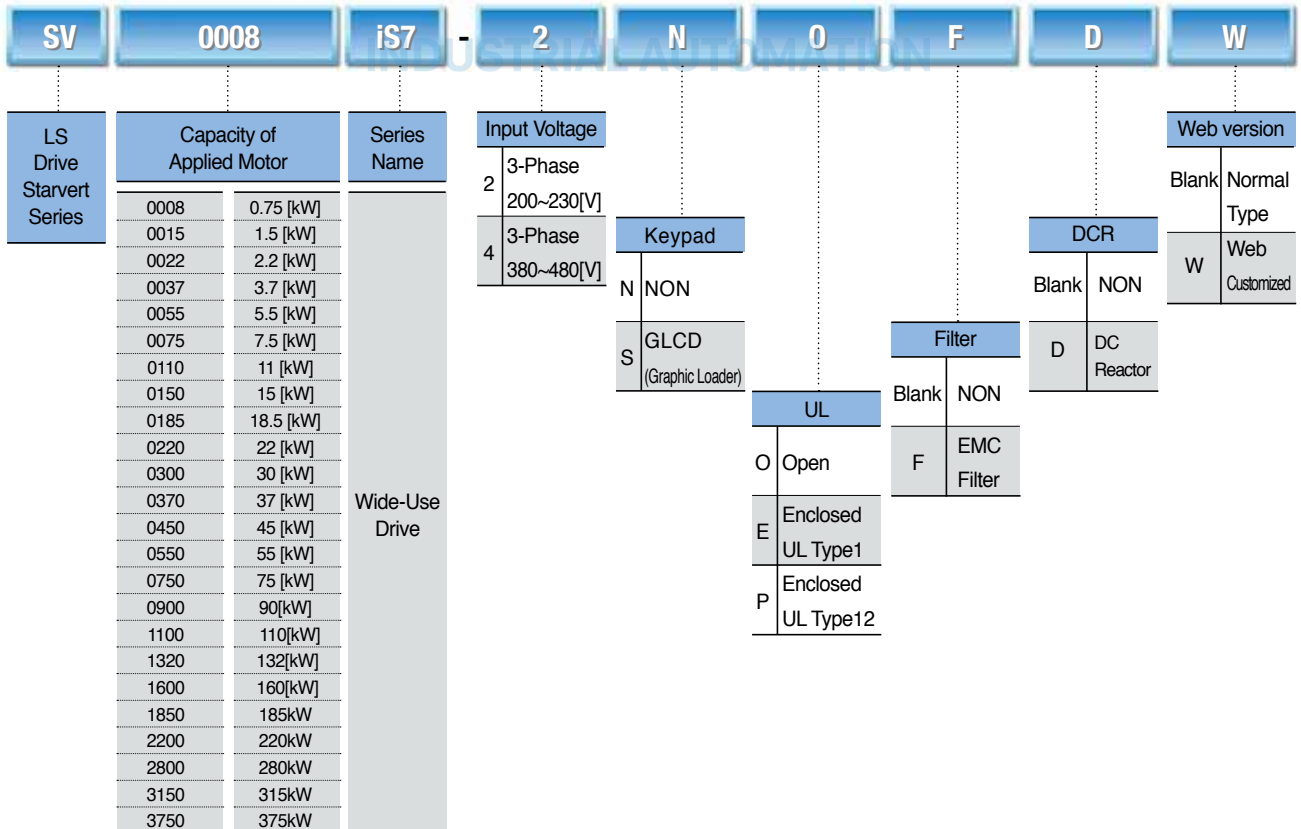 SV 0008 iS7 - 2 N O F D W
INDUSTRIAL AUTOMATION
LS
Drive
Starvert
Series
Capacity of
Applied Motor
0008 0.75 [kW]
0015 1.5 [kW]
0022 2.2 [kW]
0037 3.7 [kW]
0055 5.5 [kW]
0075 7.5 [kW]
0110 11 [kW]
0150 15 [kW]
0185 18.5 [kW]
0220 22 [kW]
0300 30 [kW]
0370 37 [kW]
0450 45 [kW]
0550 55 [kW]
0750 75 [kW]
0900 90[kW]
1100 110[kW]
1320 132[kW]
1600 160[kW]
1850 185kW
2200 220kW
2800 280kW
3150 315kW
3750 375kW
Series
Name
Wide-Use
Drive
Input Voltage
2 3-Phase
200~230[V]
4 3-Phase
380~480[V]
Keypad
N NON
S GLCD
(Graphic Loader)
UL
O Open
E Enclosed
UL Type1
P Enclosed
UL Type12
Filter
Blank NON
F EMC
Filter
DCR
Blank NON
D DC
Reactor
Web version
Blank Normal
Type
W Web
Customized